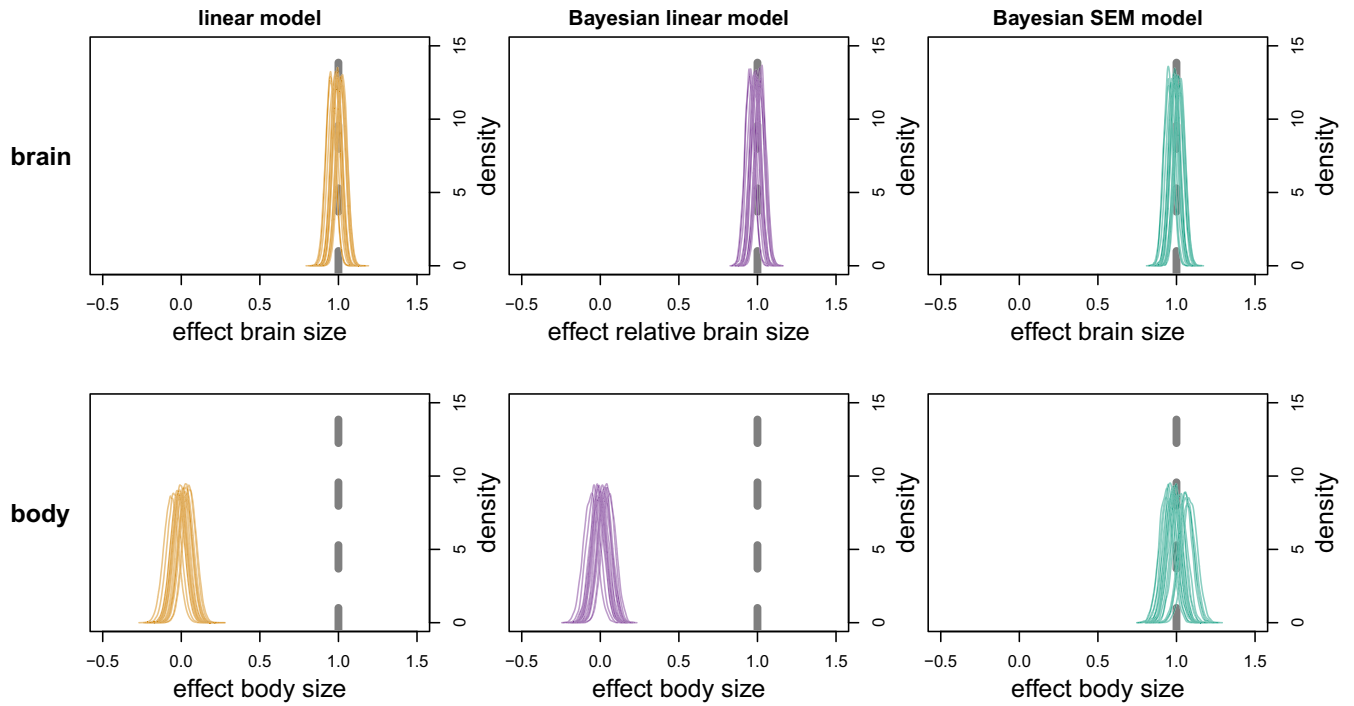 linear model
Bayesian linear model
Bayesian SEM model
brain
0 5 10 15
density
0 5 10 15
density
0 5 10 15
density
−0.5 0.0 0.5 1.0 1.5
−0.5 0.0 0.5 1.0 1.5
−0.5 0.0 0.5 1.0 1.5
effect brain size
effect relative brain size
effect brain size
body
0 5 10 15
density
0 5 10 15
density
0 5 10 15
density
−0.5 0.0 0.5 1.0 1.5
−0.5 0.0 0.5 1.0 1.5
−0.5 0.0 0.5 1.0 1.5
effect body size
effect body size
effect body size